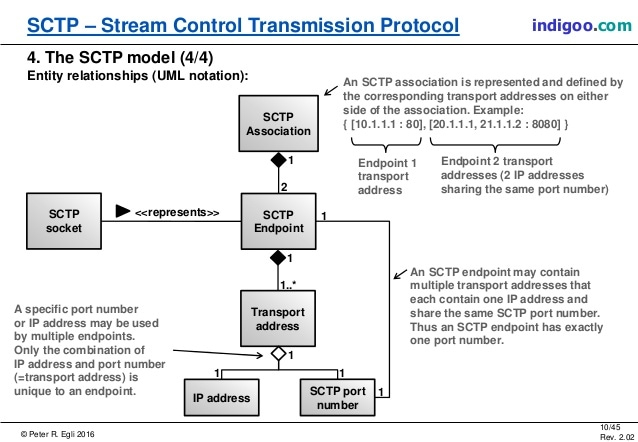 SCTP – Stream Control Transmission Protocol
indigoo.com
4. The SCTP model (4/4)
Entity relationships (UML notation):
An SCTP association is represented and defined by
the corresponding transport addresses on either
side of the association. Example:
{ [10.1.1.1 : 80], [20.1.1.1, 21.1.1.2 : 8080] }
Endpoint 1
transport
address
Endpoint 2 transport
addresses (2 IP addresses
sharing the same port number)
SCTP
Association
1
2
SCTP
socket
<<represents>>
SCTP
Endpoint
1
1
1..*
An SCTP endpoint may contain
multiple transport addresses that
each contain one IP address and
share the same SCTP port number.
Thus an SCTP endpoint has exactly
one port number.
Transport
address
A specific port number
or IP address may be used
by multiple endpoints.
Only the combination of
IP address and port number
(=transport address) is
unique to an endpoint.
1
1
1
IP address
SCTP port
number
1
© Peter R. Egli 2016
10/45
Rev. 2.02